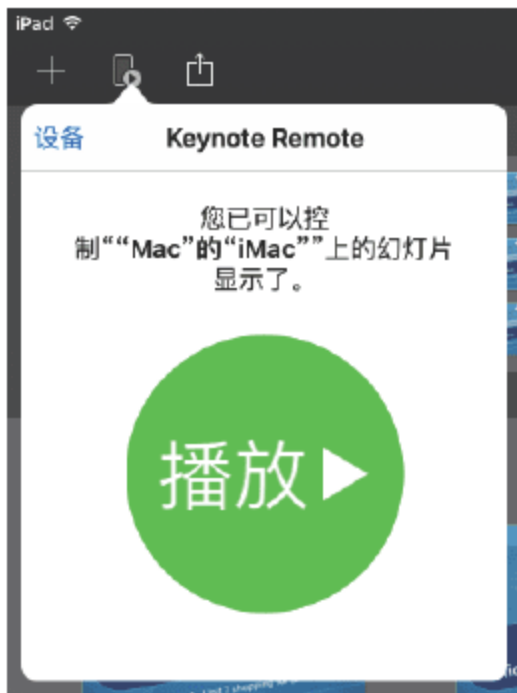 iPad
设备 Keynote Remote
您已可以控
制““Mac”的“iMac””上的幻灯片
显示了。
播放